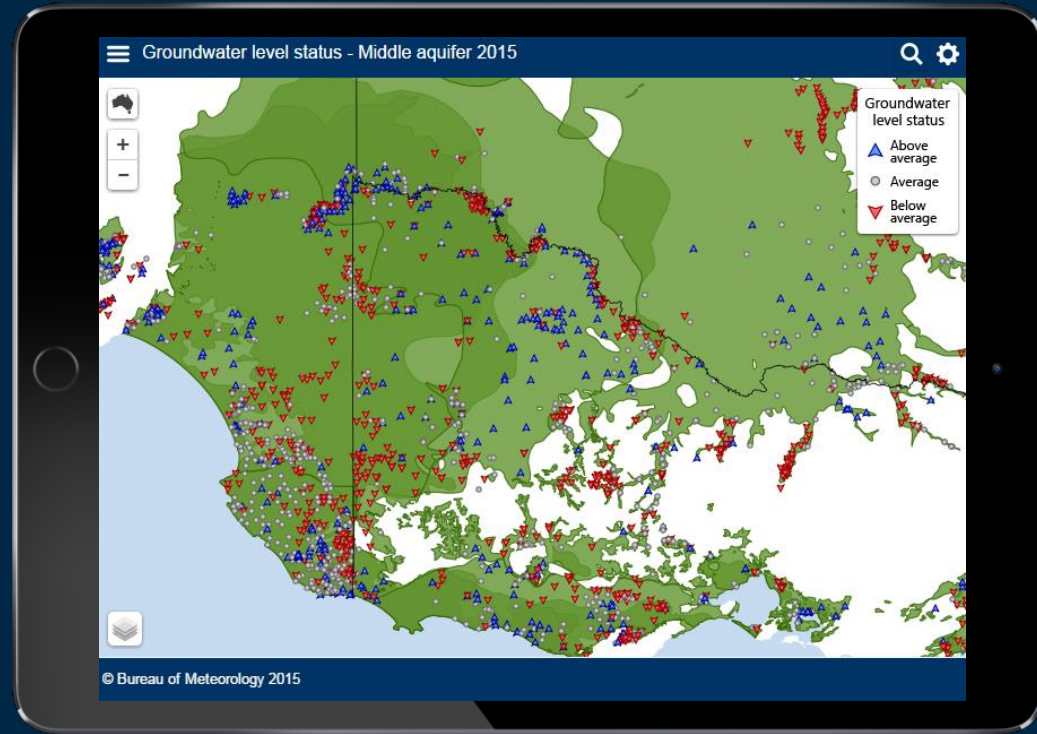 Groundwater level status - Middle aquifer 2015
Groundwater
level status
Above
average
Average
Below
average
+
−
© Bureau of Meteorology 2015